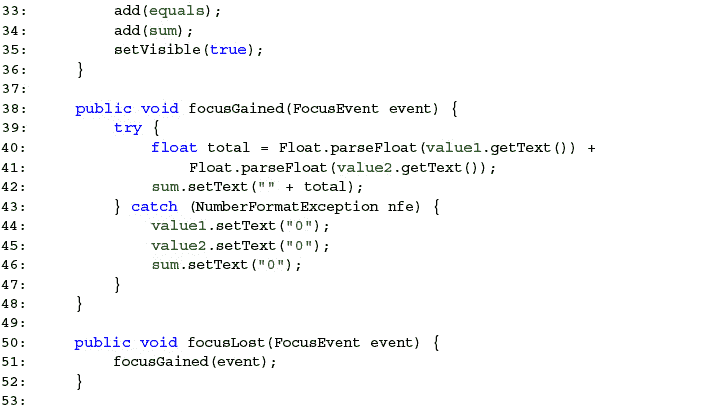 33:         add(equals);
34:         add(sum);
35:         setVisible(true);
36:     }
37:
38:     public void focusGained(FocusEvent event) {
39:         try {
40:             float total = Float.parseFloat(value1.getText()) +
41:                 Float.parseFloat(value2.getText());
42:             sum.setText("" + total);
43:         } catch (NumberFormatException nfe) {
44:             value1.setText("0");
45:             value2.setText("0");
46:             sum.setText("0");
47:         }
48:     }
49:
50:     public void focusLost(FocusEvent event) {
51:         focusGained(event);
52:     }
53: